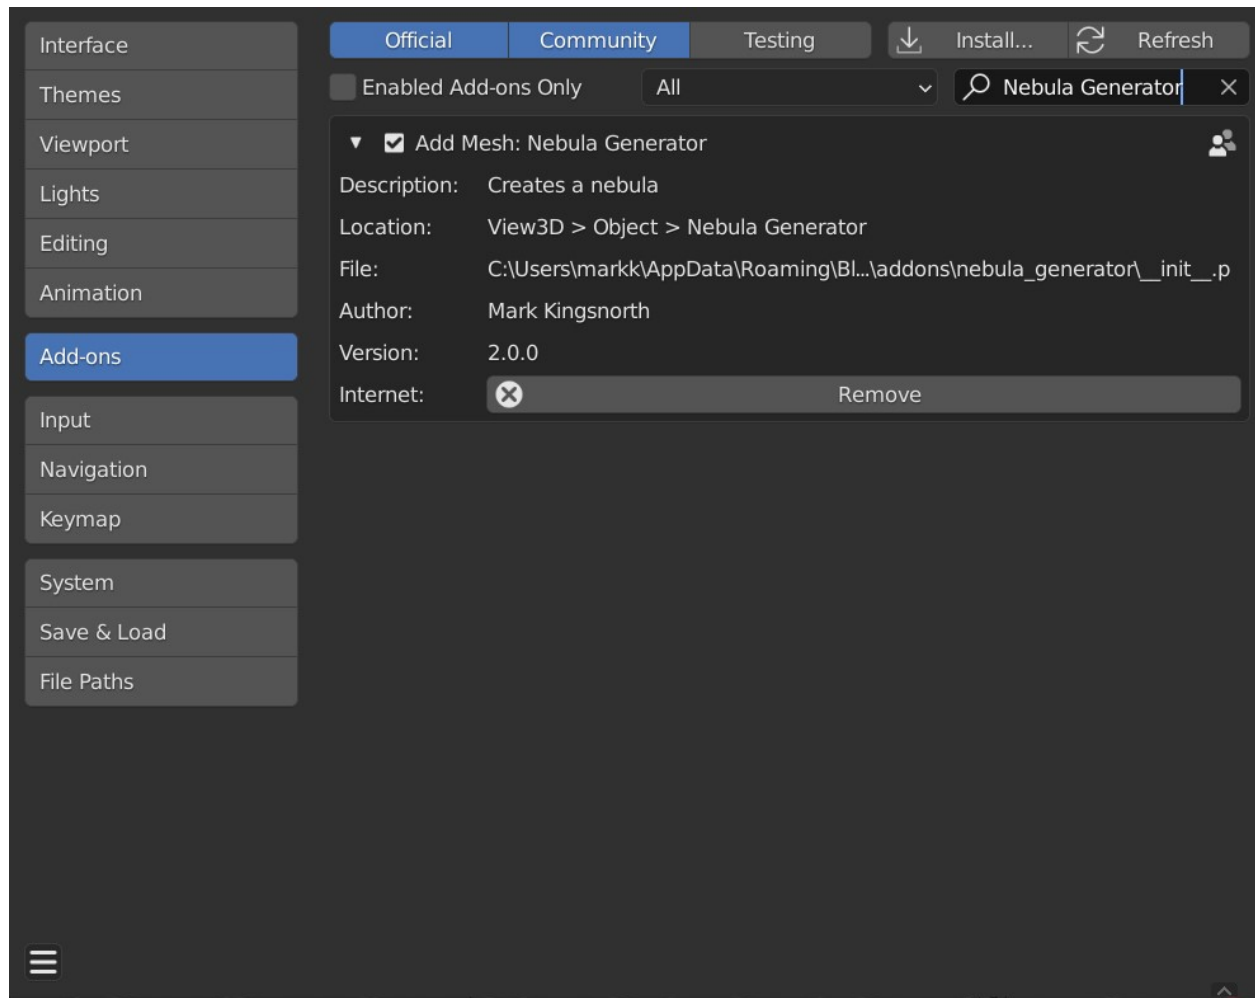 Interface
Themes
Viewport
Lights
Editing
Animation
Add-ons
Input
Navigation
Keymap
System
Save & Load
File Paths
Official Community Testing Install... Refresh
Enabled Add-ons Only All Nebula Generator
Add Mesh: Nebula Generator
Description: Creates a nebula
Location: View3D > Object > Nebula Generator
File: C:\Users\markk\AppData\Roaming\Bl...\addons\nebula_generator\__init__.p
Author: Mark Kingsnorth
Version: 2.0.0
Internet: Remove